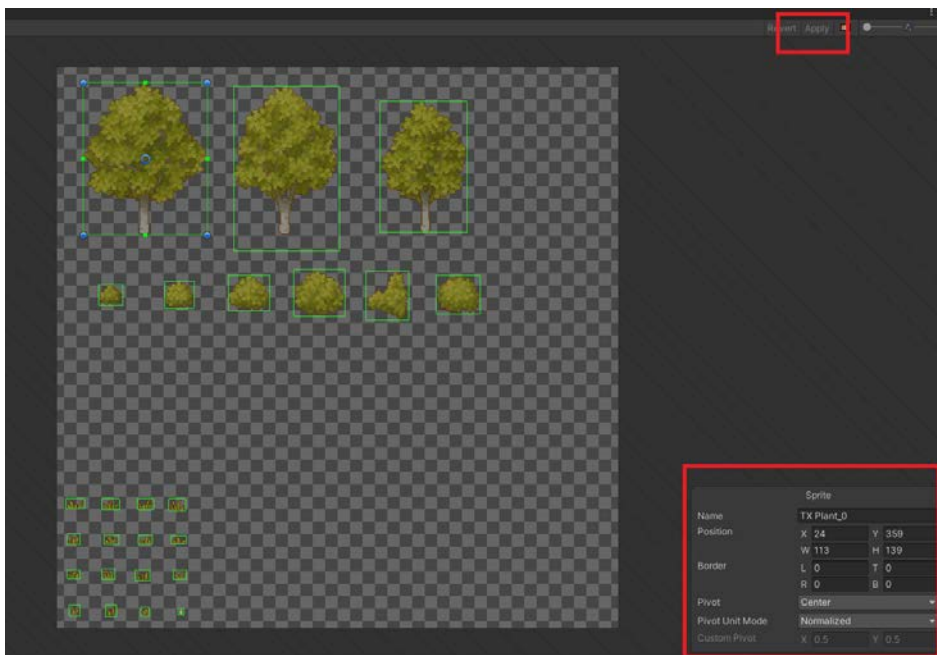 Revert Apply
Sprite
Name TX Plant_0
Position X 24 Y 359
W 113 H 139
Border L 0 T 0
R 0 B 0
Pivot Center
Pivot Unit Mode Normalized
Custom Pivot X 0.5 Y 0.5